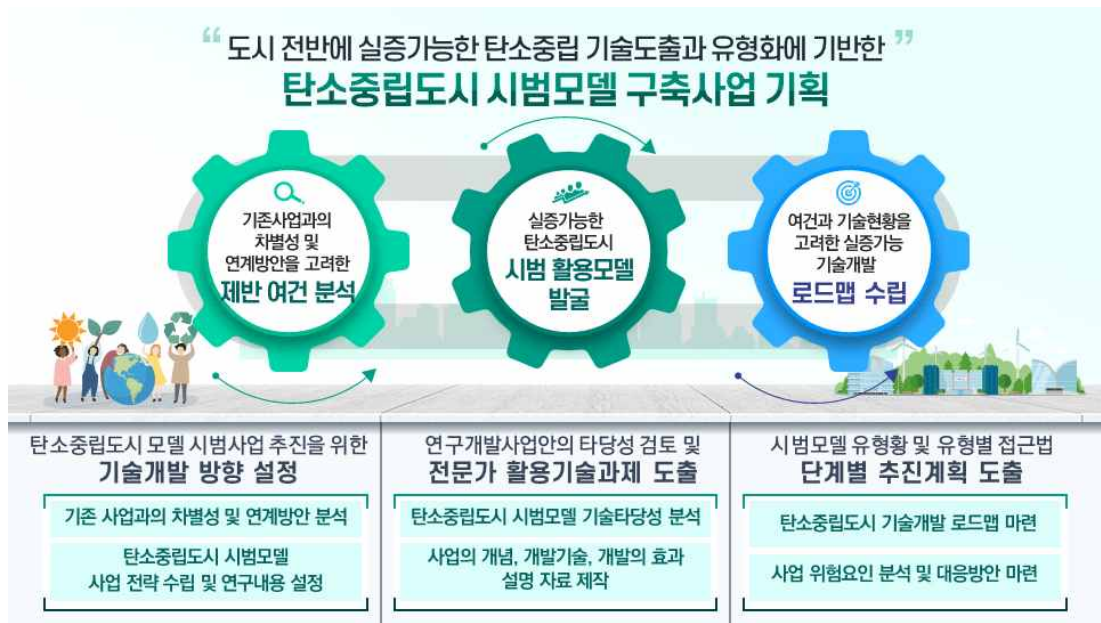 “ 도시 전반에 실증가능한 탄소중립 기술도출과 유형화에 기반한 ”
탄소중립도시 시범모델 구축사업 기획
기존사업과의
차별성 및
연계방안을 고려한
제반 여건 분석
실증가능한
탄소중립도시
시범 활용모델
발굴
여건과 기술현황을
고려한 실증가능
기술개발
로드맵 수립
탄소중립도시 모델 시범사업 추진을 위한
기술개발 방향 설정
기존 사업과의 차별성 및 연계방안 분석
탄소중립도시 시범모델
사업 전략 수립 및 연구내용 설정
연구개발사업안의 타당성 검토 및
전문가 활용기술과제 도출
탄소중립도시 시범모델 기술타당성 분석
사업의 개념, 개발기술, 개발의 효과
설명 자료 제작
시범모델 유형황 및 유형별 접근법
단계별 추진계획 도출
탄소중립도시 기술개발 로드맵 마련
사업 위험요인 분석 및 대응방안 마련